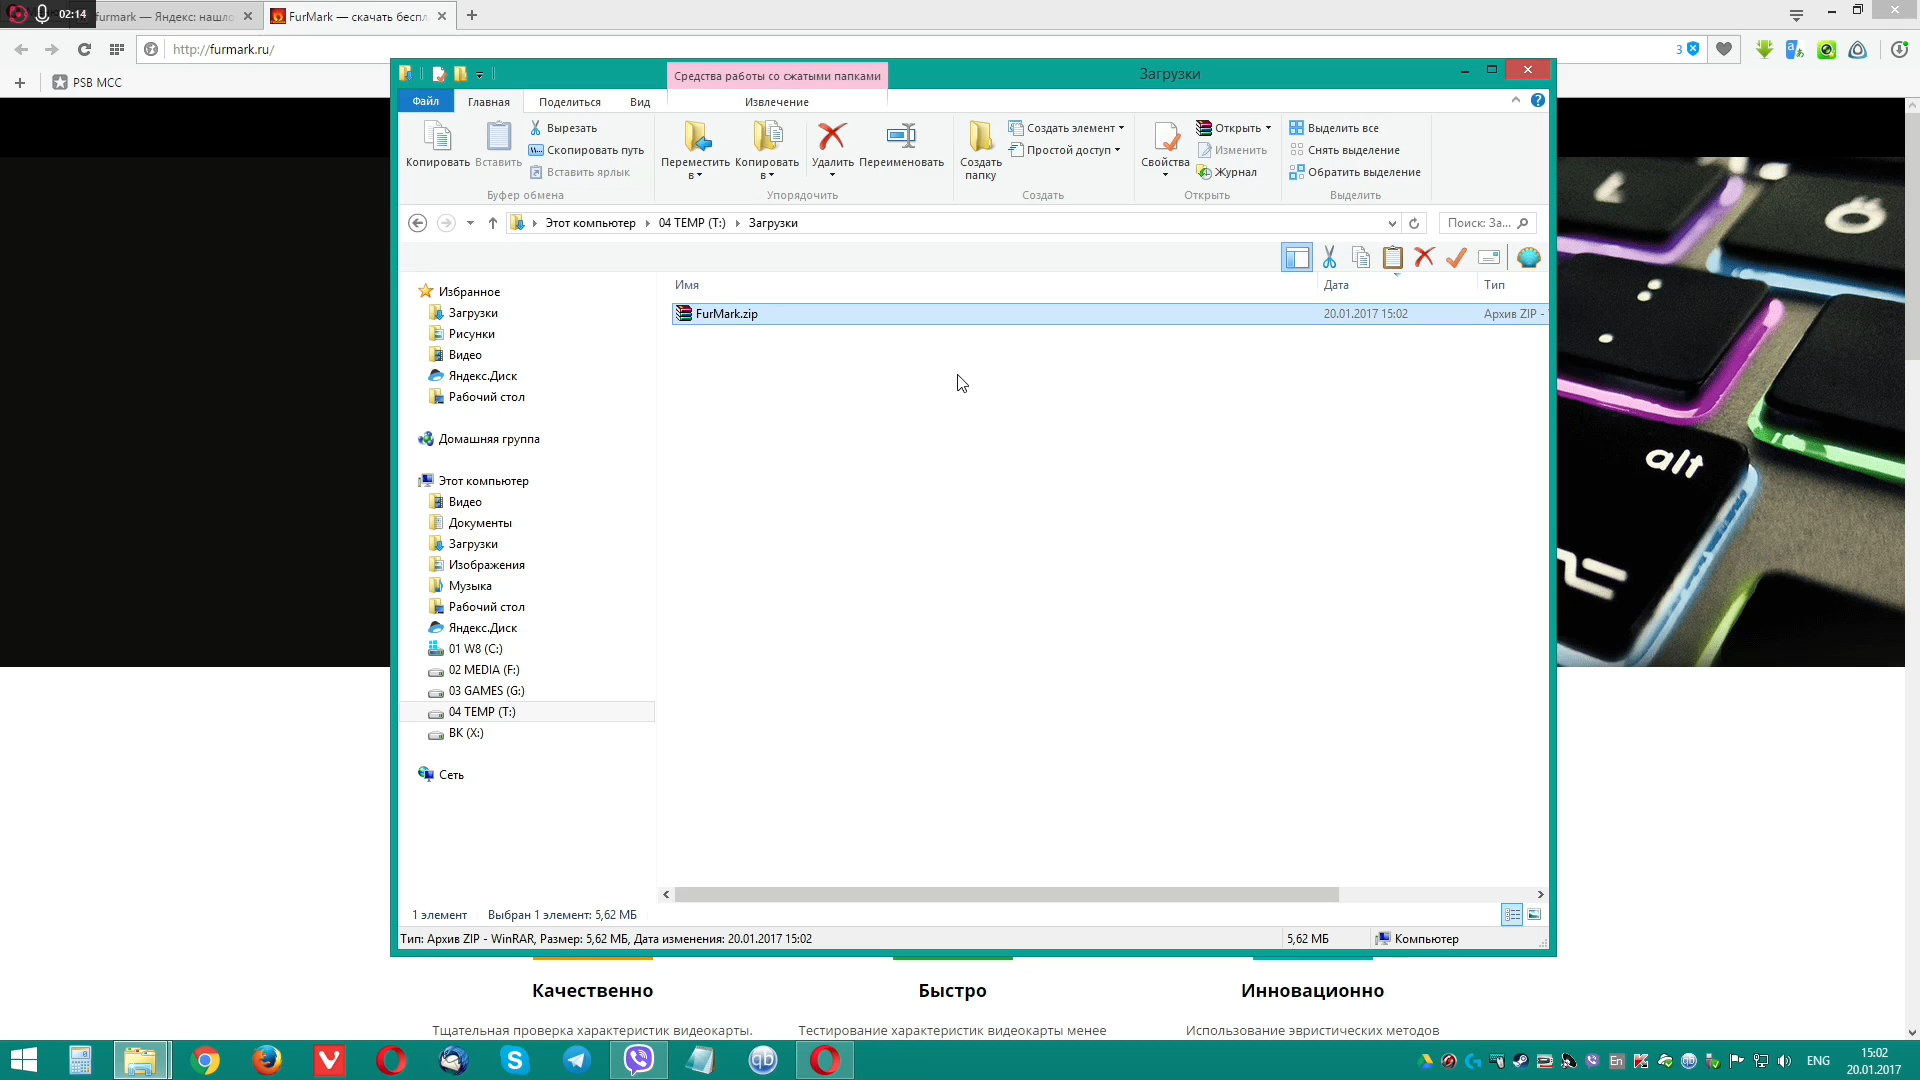 02:14
furmark — Яндекс: нашло
FurMark — скачать беспл
http://furmark.ru/
3
PSB MCC
Средства работы со сжатыми папками
Загрузки
Файл
Главная
Поделиться
Вид
Извлечение
Копировать
Вставить
Вырезать
Скопировать путь
Вставить ярлык
Буфер обмена
Переместить в
Копировать в
Удалить
Переименовать
Упорядочить
Создать папку
Создать элемент
Простой доступ
Создать
Свойства
Открыть
Изменить
Журнал
Открыть
Выделить все
Снять выделение
Обратить выделение
Выделить
Этот компьютер
04 TEMP (T:)
Загрузки
Поиск: За...
Имя
Дата
Тип
FurMark.zip
20.01.2017 15:02
Архив ZIP -
Избранное
Загрузки
Рисунки
Видео
Яндекс.Диск
Рабочий стол
Домашняя группа
Этот компьютер
Видео
Документы
Загрузки
Изображения
Музыка
Рабочий стол
Яндекс.Диск
01 W8 (C:)
02 MEDIA (F:)
03 GAMES (G:)
04 TEMP (T:)
ВК (X:)
Сеть
alt
1 элемент
Выбран 1 элемент: 5,62 МБ
Тип: Архив ZIP - WinRAR, Размер: 5,62 МБ, Дата изменения: 20.01.2017 15:02
5,62 МБ
Компьютер
Качественно
Быстро
Инновационно
Тщательная проверка характеристик видеокарты.
Тестирование характеристик видеокарты менее
Использование эвристических методов
En
ENG
15:02
20.01.2017